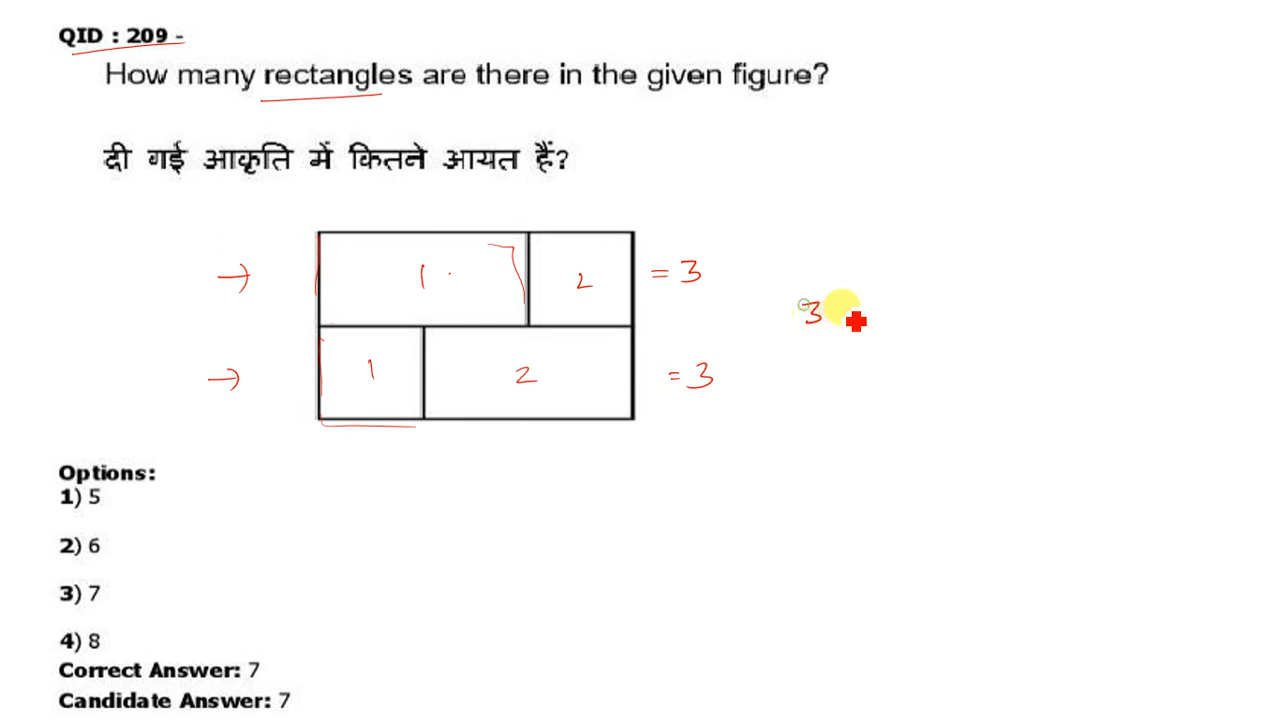 QID : 209 -
How many rectangles are there in the given figure?
दी गई आकृति में कितने आयत हैं?
→ 1 . 2 = 3
3
→ 1 2 = 3
Options:
1) 5
2) 6
3) 7
4) 8
Correct Answer: 7
Candidate Answer: 7